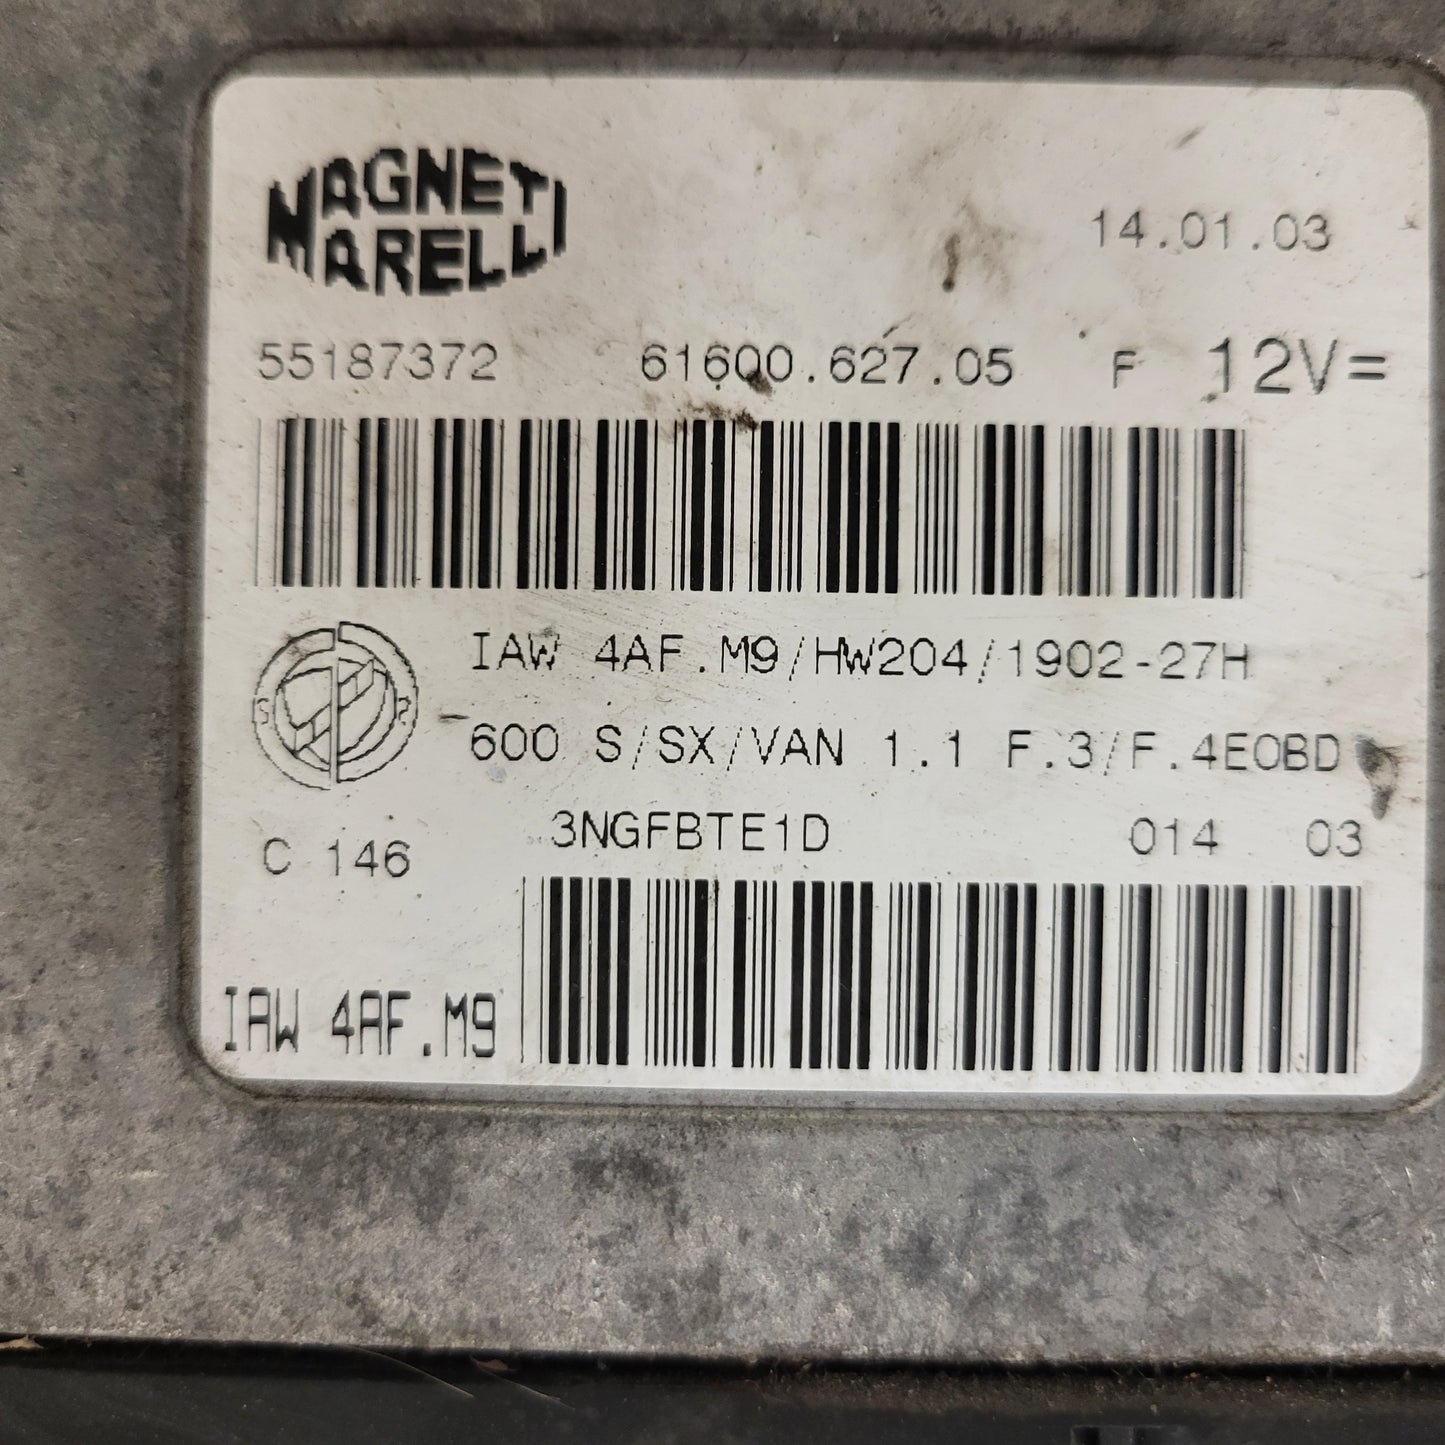 MAGNETI
MARELLI
14.01.03
55187372 61600.627.05 F 12V=
IAW 4AF.M9/HW204/1902-27H
S 2
600 S/SX/VAN 1.1 F.3/F.4EOBD
C 146 3NGFBTE1D 014 03
IAW 4AF.M9